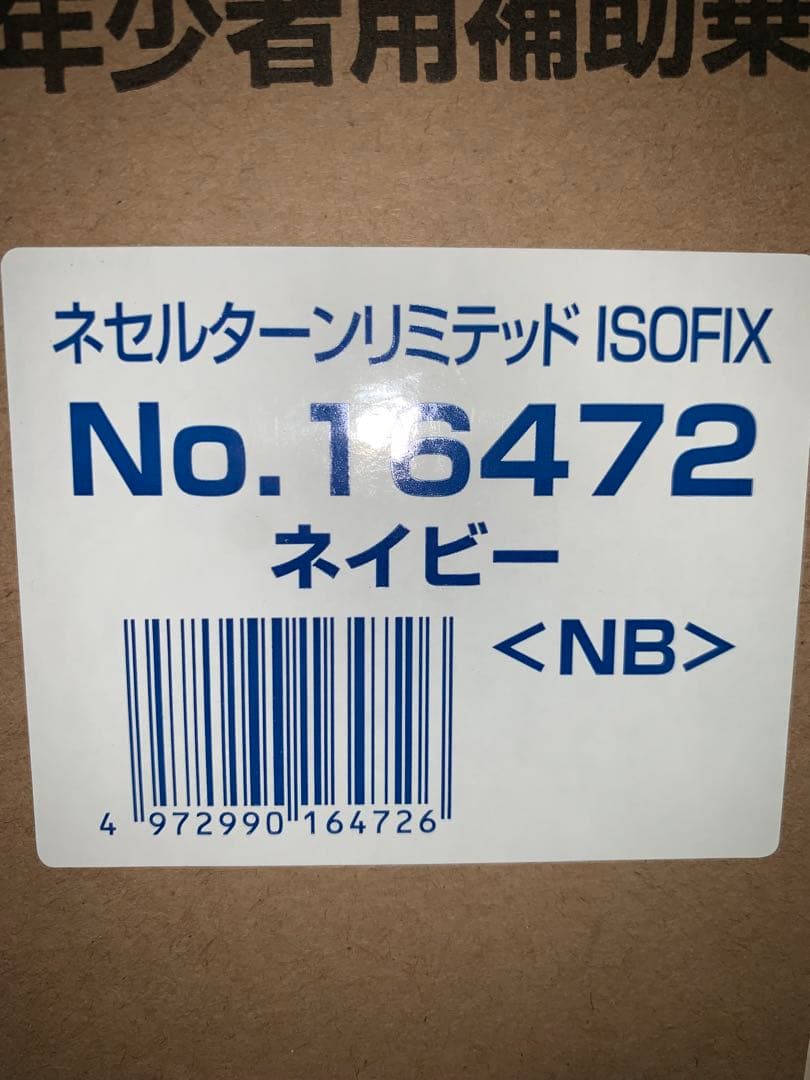 年少者用補助乗
ネセルターンリミテッド ISOFIX
No.16472
ネイビー
<NB>
4 972990 164726